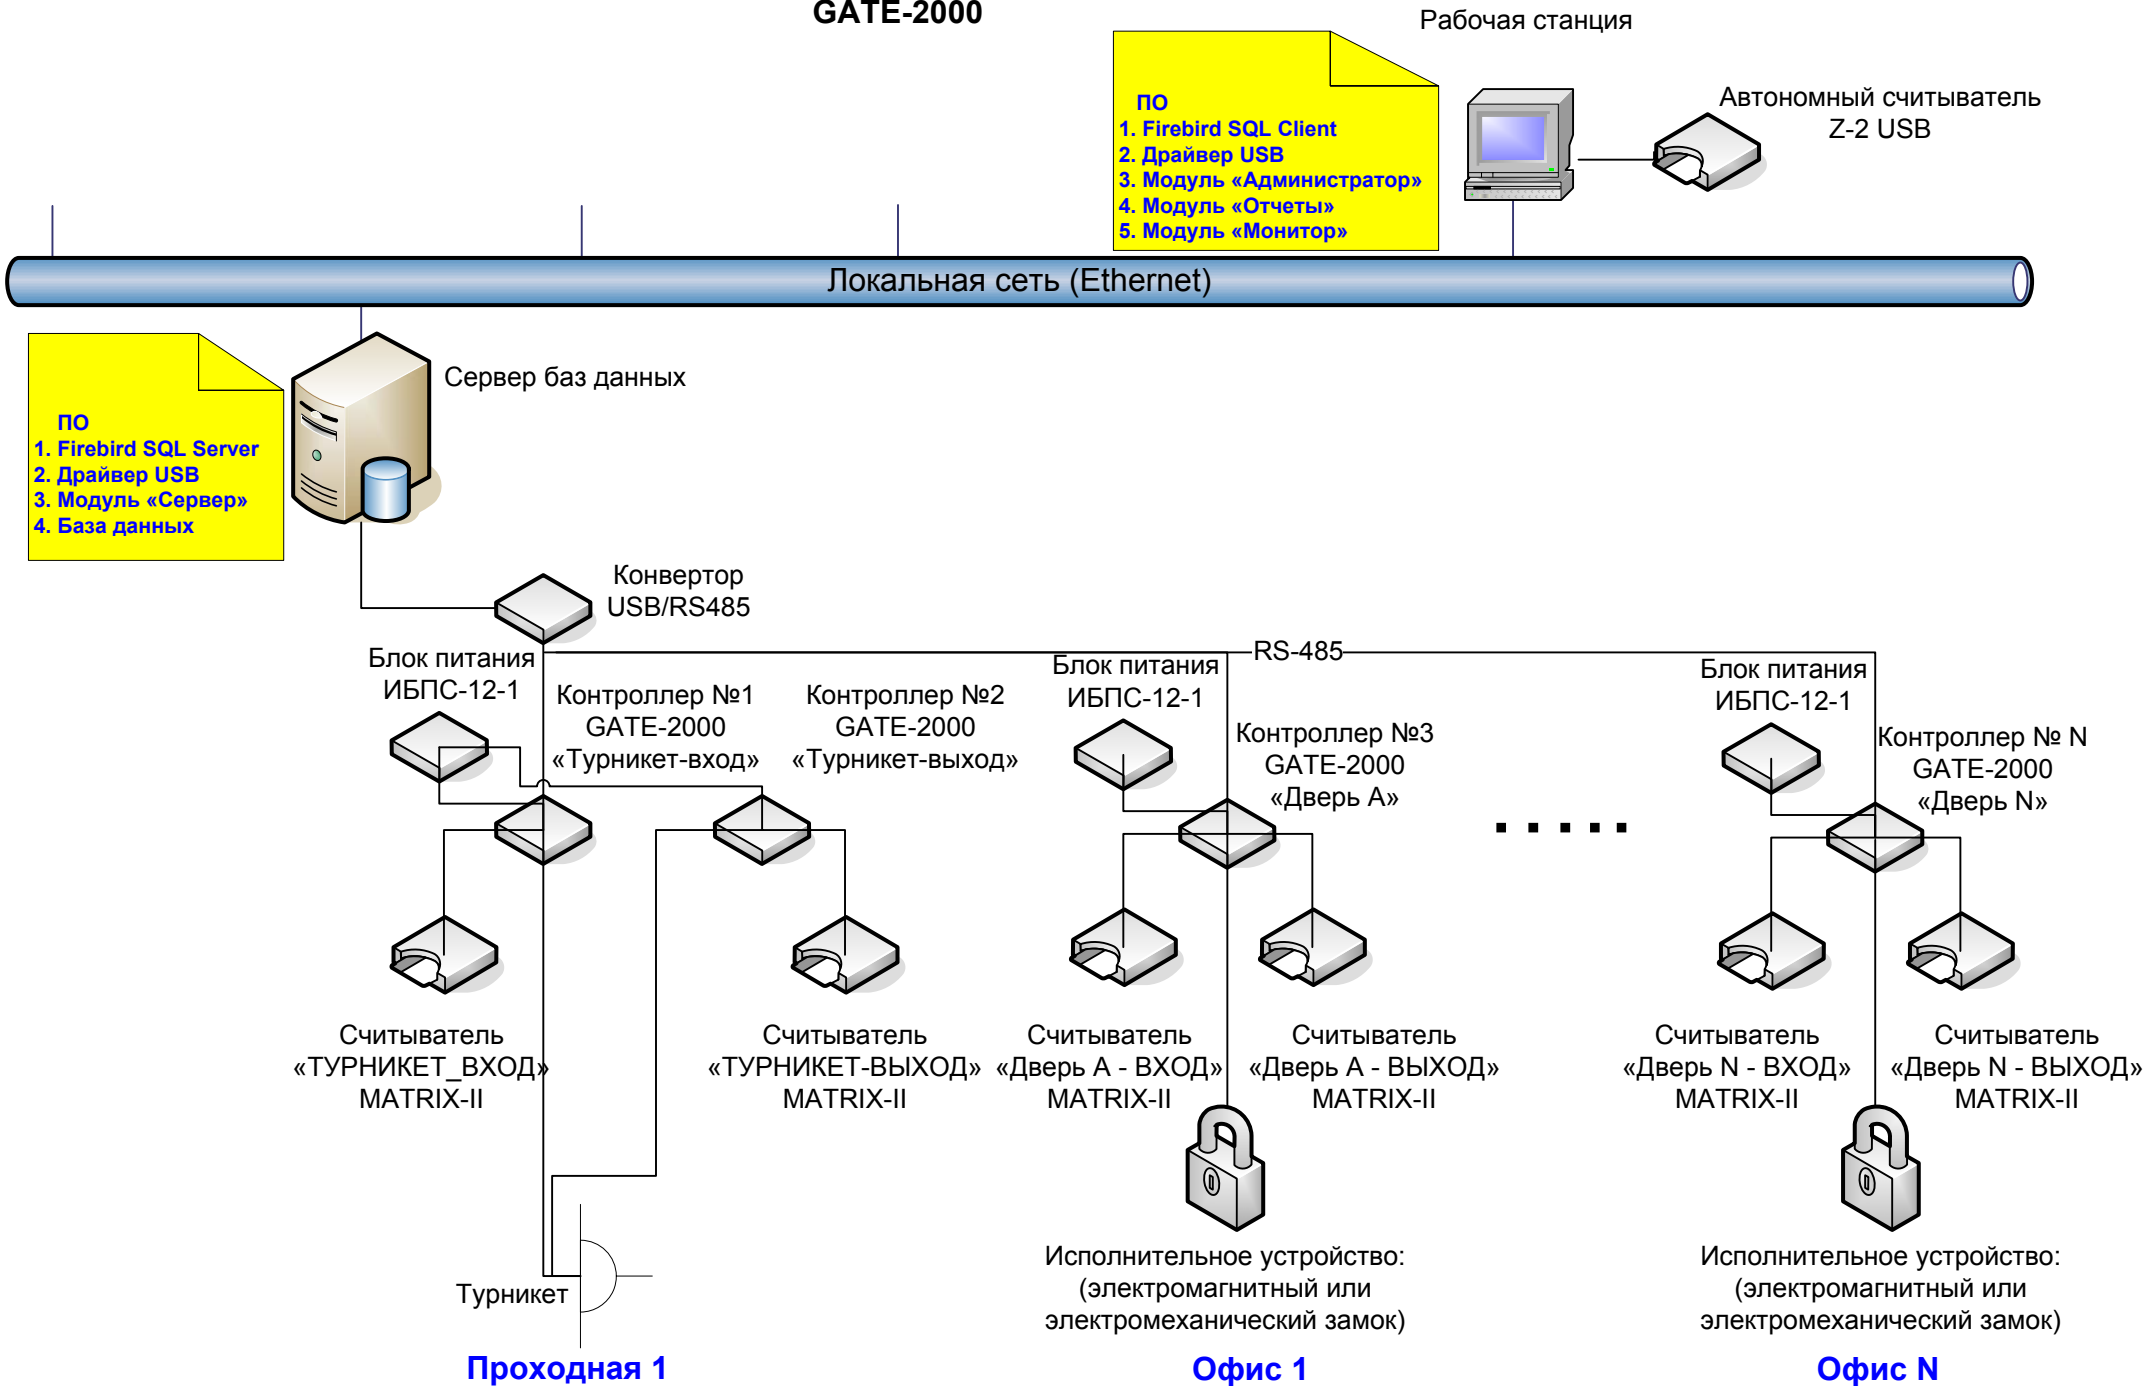 GATE-2000
Рабочая станция
ПО
1. Firebird SQL Client
2. Драйвер USB
3. Модуль «Администратор»
4. Модуль «Отчеты»
5. Модуль «Монитор»
Автономный считыватель
Z-2 USB
Локальная сеть (Ethernet)
Сервер баз данных
ПО
1. Firebird SQL Server
2. Драйвер USB
3. Модуль «Сервер»
4. База данных
Конвертор
USB/RS485
RS-485
Блок питания
ИБПС-12-1
Контроллер №1
GATE-2000
«Турникет-вход»
Контроллер №2
GATE-2000
«Турникет-выход»
Блок питания
ИБПС-12-1
Контроллер №3
GATE-2000
«Дверь А»
Блок питания
ИБПС-12-1
Контроллер № N
GATE-2000
«Дверь N»
Считыватель
«ТУРНИКЕТ_ВХОД»
MATRIX-II
Считыватель
«ТУРНИКЕТ-ВЫХОД»
MATRIX-II
Считыватель
«Дверь А - ВХОД»
MATRIX-II
Считыватель
«Дверь А - ВЫХОД»
MATRIX-II
Считыватель
«Дверь N - ВХОД»
MATRIX-II
Считыватель
«Дверь N - ВЫХОД»
MATRIX-II
Турникет
Исполнительное устройство:
(электромагнитный или
электромеханический замок)
Исполнительное устройство:
(электромагнитный или
электромеханический замок)
Проходная 1
Офис 1
Офис N